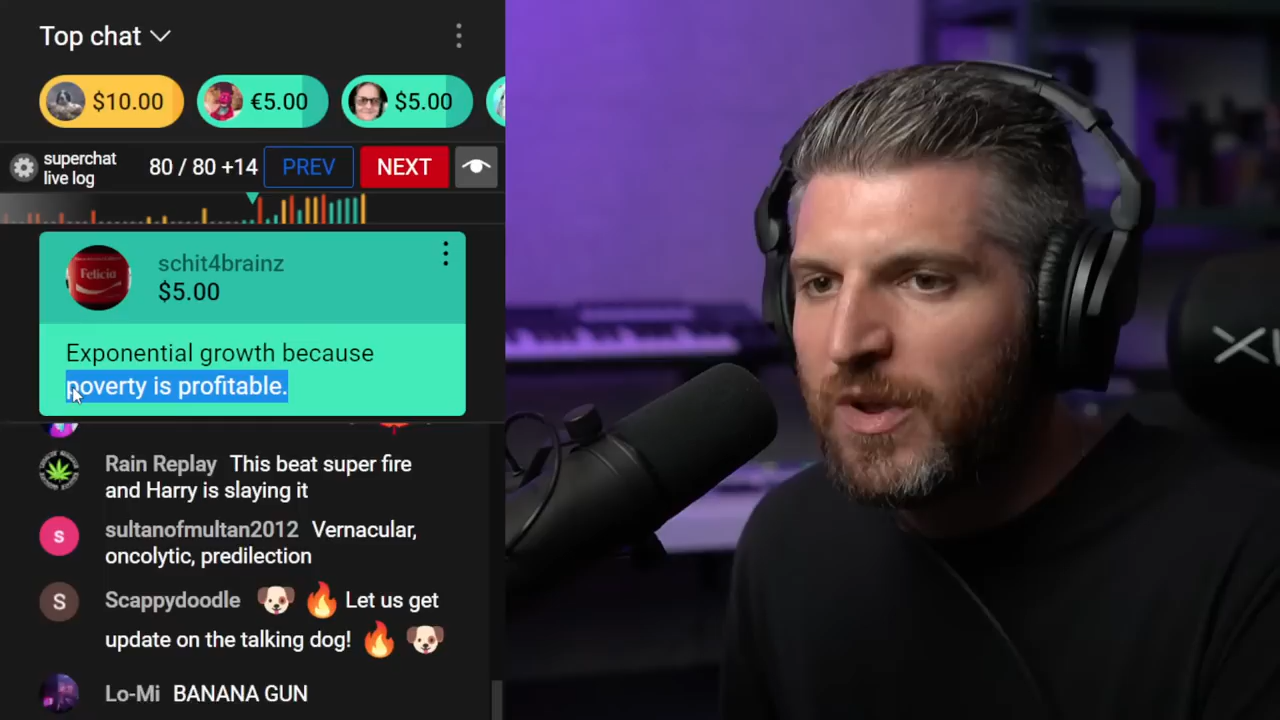 Top chat
$10.00 €5.00 $5.00
superchat
live log
80 / 80 +14 PREV NEXT
Felicia
schit4brainz
$5.00
Exponential growth because
poverty is profitable.
Rain Replay This beat super fire
and Harry is slaying it
S sultanofmultan2012 Vernacular,
oncolytic, predilection
S Scappydoodle 🐶 🔥 Let us get
update on the talking dog! 🔥 🐶
Lo-Mi BANANA GUN